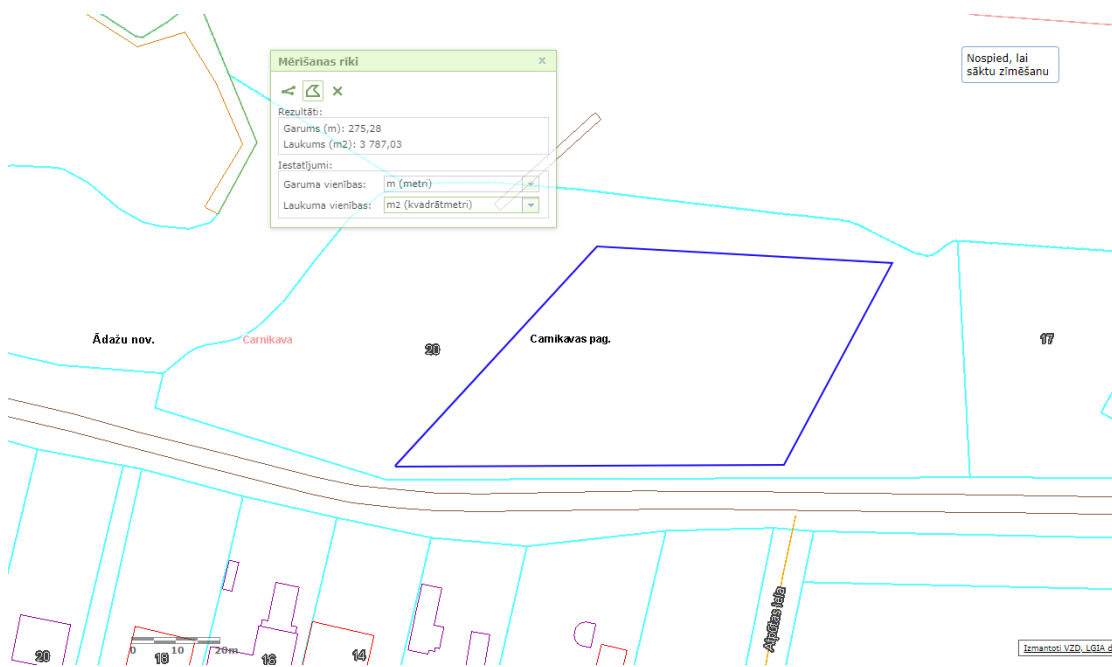 Mērīšanas rīki
Rezultāti:
Garums (m): 275,28
Laukums (m2): 3 787,03
Iestatījumi:
Garuma vienības: m (metri)
Laukuma vienības: m2 (kvadrātmetri)
Nospied, lai
sāktu zīmēšanu
Ādažu nov.
Carnikava
20
Carnikavas pag.
17
Atpūtas iela
20
0 10 20m
18
16
14
Izmantoti VZD, LGIA d